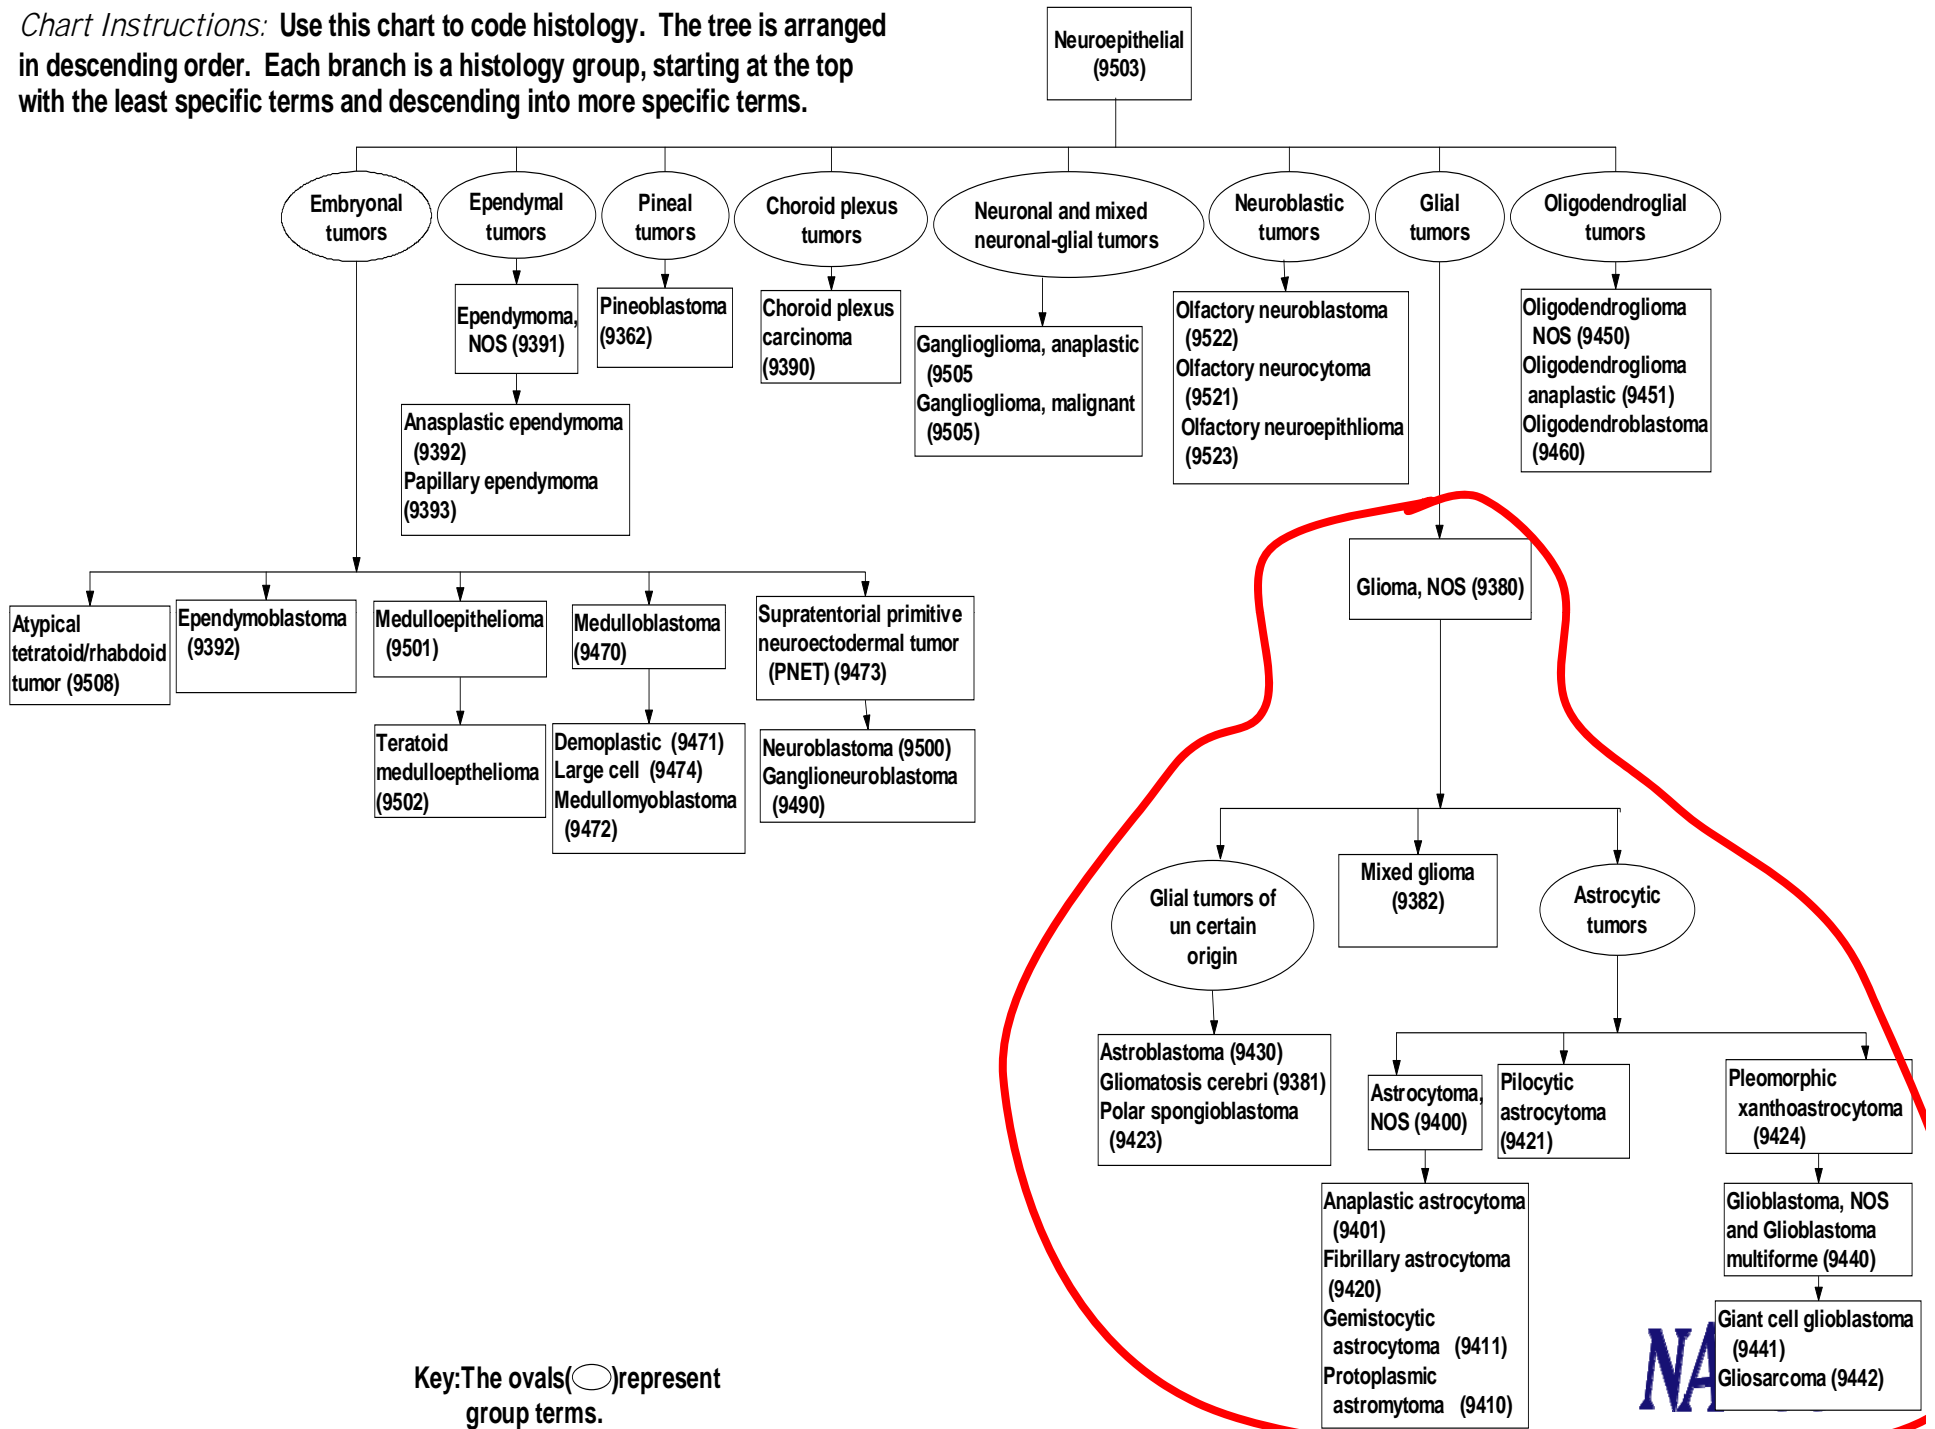 Chart Instructions: Use this chart to code histology. The tree is arranged
in descending order. Each branch is a histology group, starting at the top
with the least specific terms and descending into more specific terms.
Neuroepithelial
(9503)
Embryonal
tumors
Ependymal
tumors
Pineal
tumors
Choroid plexus
tumors
Neuronal and mixed
neuronal-glial tumors
Neuroblastic
tumors
Glial
tumors
Oligodendroglial
tumors
Ependymoma,
NOS (9391)
Pineoblastoma
(9362)
Choroid plexus
carcinoma
(9390)
Ganglioglioma, anaplastic
(9505
Ganglioglioma, malignant
(9505)
Olfactory neuroblastoma
(9522)
Olfactory neurocytoma
(9521)
Olfactory neuroepithlioma
(9523)
Oligodendroglioma
NOS (9450)
Oligodendroglioma
anaplastic (9451)
Oligodendroblastoma
(9460)
Anasplastic ependymoma
(9392)
Papillary ependymoma
(9393)
Glioma, NOS (9380)
Atypical
tetratoid/rhabdoid
tumor (9508)
Ependymoblastoma
(9392)
Medulloepithelioma
(9501)
Medulloblastoma
(9470)
Supratentorial primitive
neuroectodermal tumor
(PNET) (9473)
Teratoid
medulloepthelioma
(9502)
Demoplastic (9471)
Large cell (9474)
Medullomyoblastoma
(9472)
Neuroblastoma (9500)
Ganglioneuroblastoma
(9490)
Glial tumors of
un certain
origin
Mixed glioma
(9382)
Astrocytic
tumors
Astroblastoma (9430)
Gliomatosis cerebri (9381)
Polar spongioblastoma
(9423)
Astrocytoma,
NOS (9400)
Pilocytic
astrocytoma
(9421)
Pleomorphic
xanthoastrocytoma
(9424)
Anaplastic astrocytoma
(9401)
Fibrillary astrocytoma
(9420)
Gemistocytic
astrocytoma (9411)
Protoplasmic
astromytoma (9410)
Glioblastoma, NOS
and Glioblastoma
multiforme (9440)
Giant cell glioblastoma
(9441)
Gliosarcoma (9442)
Key:The ovals( )represent
group terms.